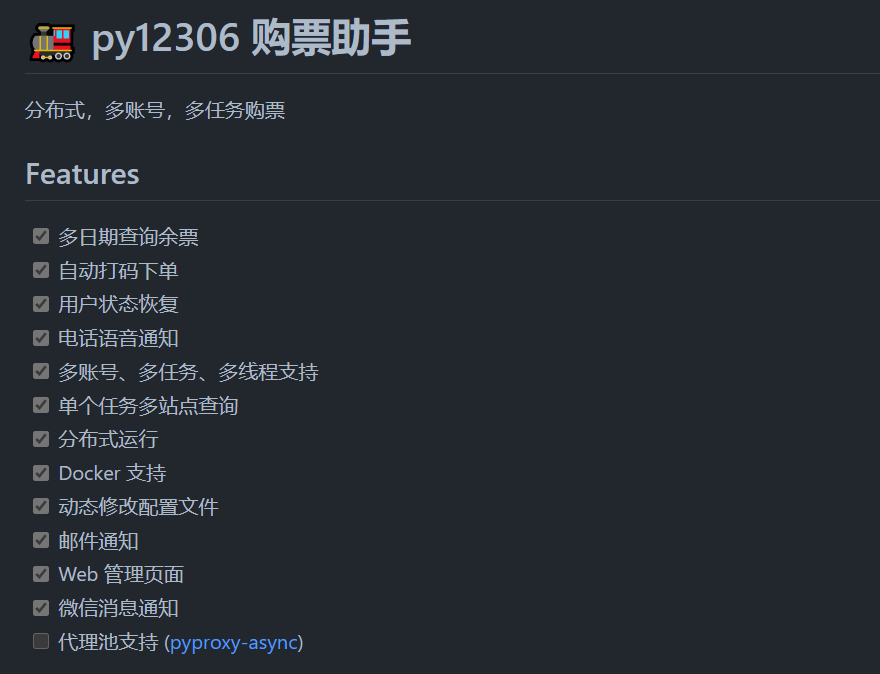 py12306 购票助手
分布式，多账号，多任务购票
Features
多日期查询余票
自动打码下单
用户状态恢复
电话语音通知
多账号、多任务、多线程支持
单个任务多站点查询
分布式运行
Docker 支持
动态修改配置文件
邮件通知
Web 管理页面
微信消息通知
代理池支持 (pyproxy-async)